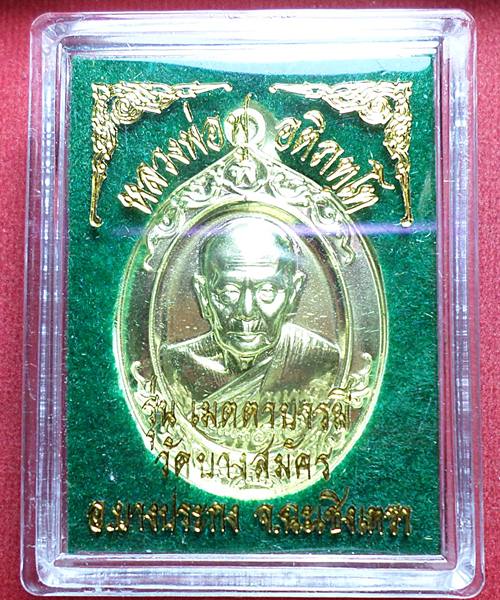 หลวงพ่อฟู อติภทฺโท
ฟ
รุ่น เมตตาบารมี
วัดบางสมัคร
อ.บางปะกง จ.ฉะเชิงเทรา